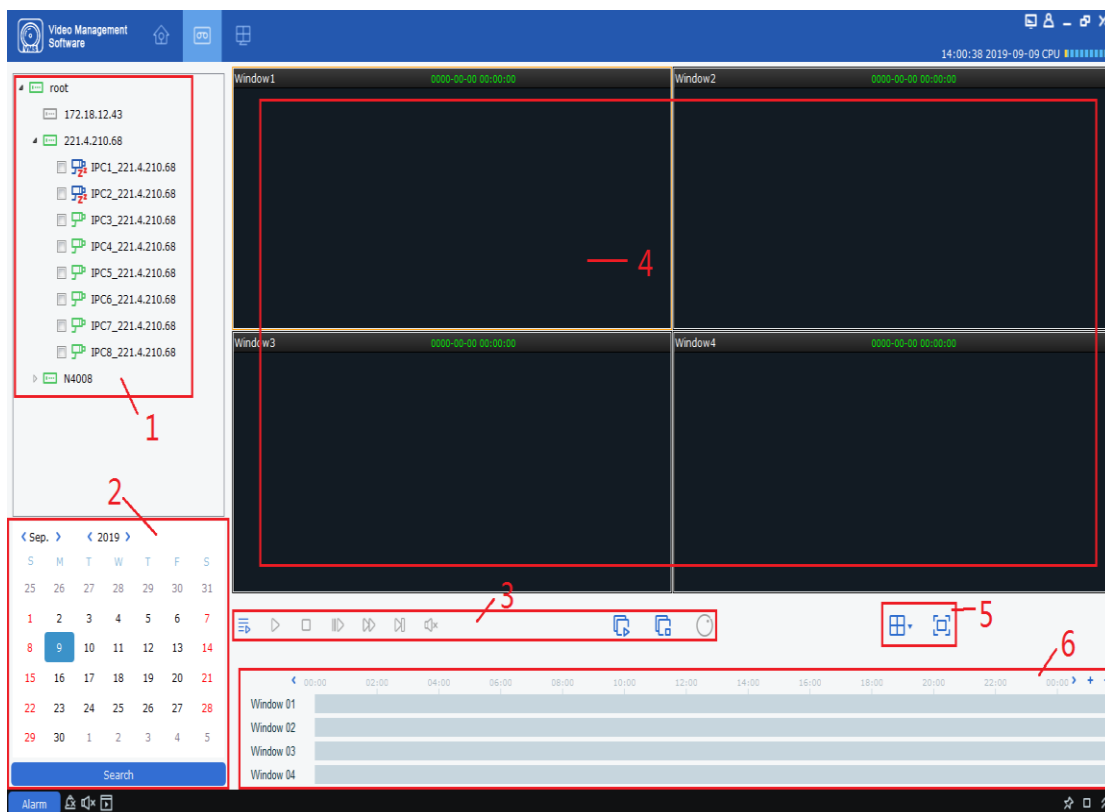 Video Management
Software
14:00:38 2019-09-09 CPU
root
172.18.12.43
221.4.210.68
IPC1_221.4.210.68
IPC2_221.4.210.68
IPC3_221.4.210.68
IPC4_221.4.210.68
IPC5_221.4.210.68
IPC6_221.4.210.68
IPC7_221.4.210.68
IPC8_221.4.210.68
N4008
1
2
Sep. 2019
S M T W T F S
25 26 27 28 29 30 31
1 2 3 4 5 6 7
8 9 10 11 12 13 14
15 16 17 18 19 20 21
22 23 24 25 26 27 28
29 30 1 2 3 4 5
Search
Window1 0000-00-00 00:00:00
Window2 0000-00-00 00:00:00
4
Window3 0000-00-00 00:00:00
Window4 0000-00-00 00:00:00
3
5
6
00:00 02:00 04:00 06:00 08:00 10:00 12:00 14:00 16:00 18:00 20:00 22:00 00:00 +
Window 01
Window 02
Window 03
Window 04
Alarm